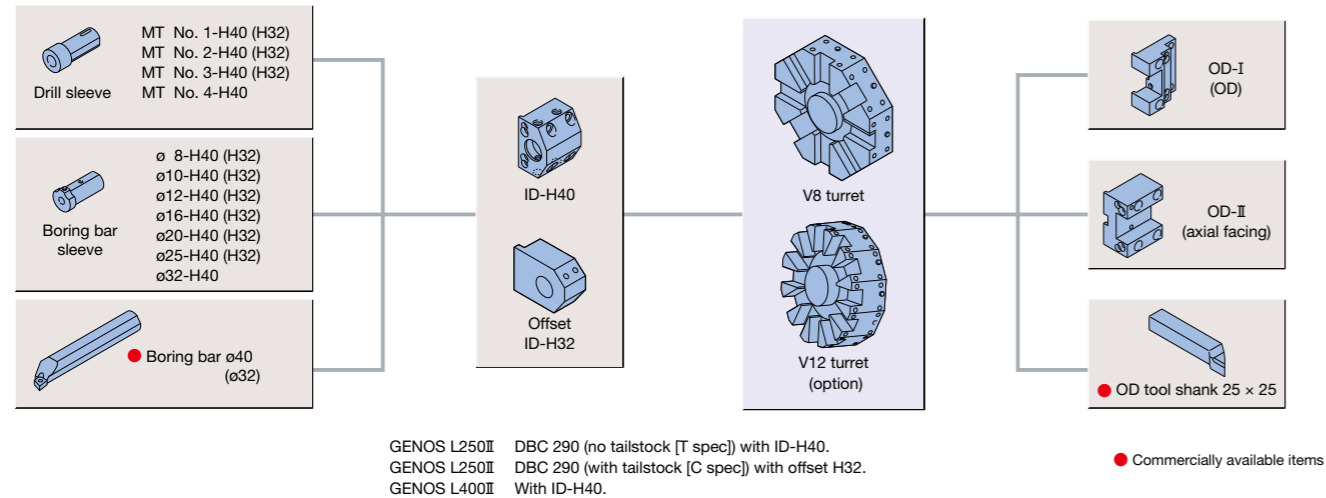 MT No. 1-H40 (H32)
MT No. 2-H40 (H32)
MT No. 3-H40 (H32)
MT No. 4-H40
Drill sleeve
ø 8-H40 (H32)
ø10-H40 (H32)
ø12-H40 (H32)
ø16-H40 (H32)
ø20-H40 (H32)
ø25-H40 (H32)
ø32-H40
Boring bar
sleeve
Boring bar ø40
(ø32)
ID-H40
Offset
ID-H32
V8 turret
V12 turret
(option)
OD-Ⅰ
(OD)
OD-Ⅱ
(axial facing)
OD tool shank 25 × 25
GENOS L250Ⅱ DBC 290 (no tailstock [T spec]) with ID-H40.
GENOS L250Ⅱ DBC 290 (with tailstock [C spec]) with offset H32.
GENOS L400Ⅱ With ID-H40.
Commercially available items